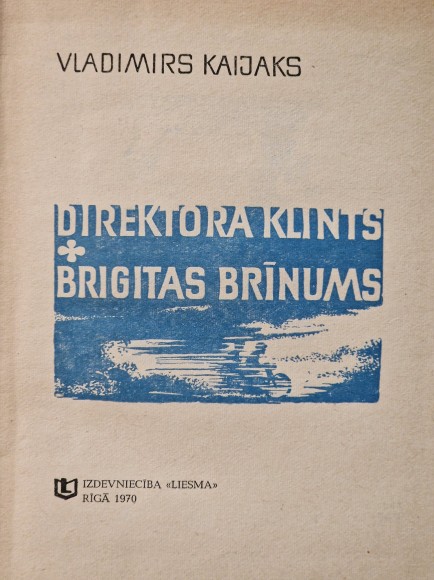 VLADIMIRS KAIJAKS
DIREKTORA KLINTS
BRIGITAS BRĪNUMS
IZDEVNIECĪBA «LIESMA»
RĪGĀ 1970